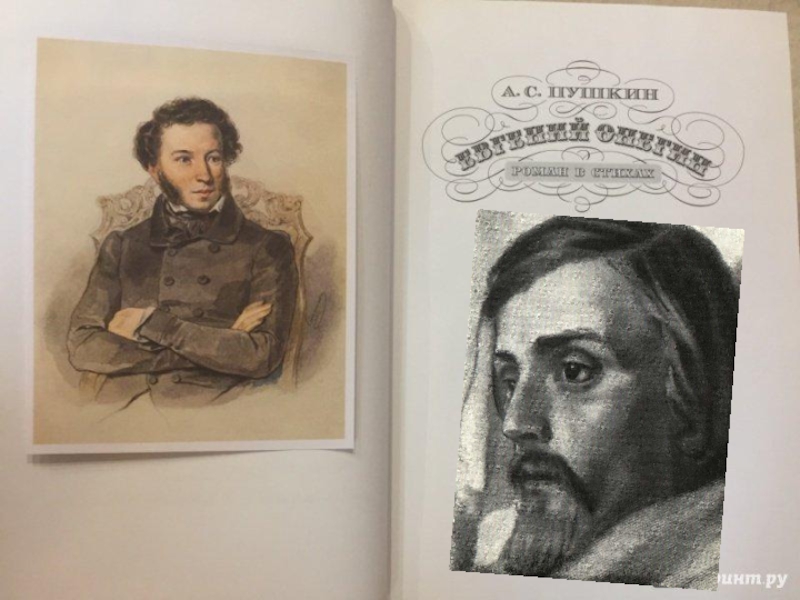 А. С. ПУШКИН
ЕВГЕНИЙ ОНЕГИН
РОМАН В СТИХАХ